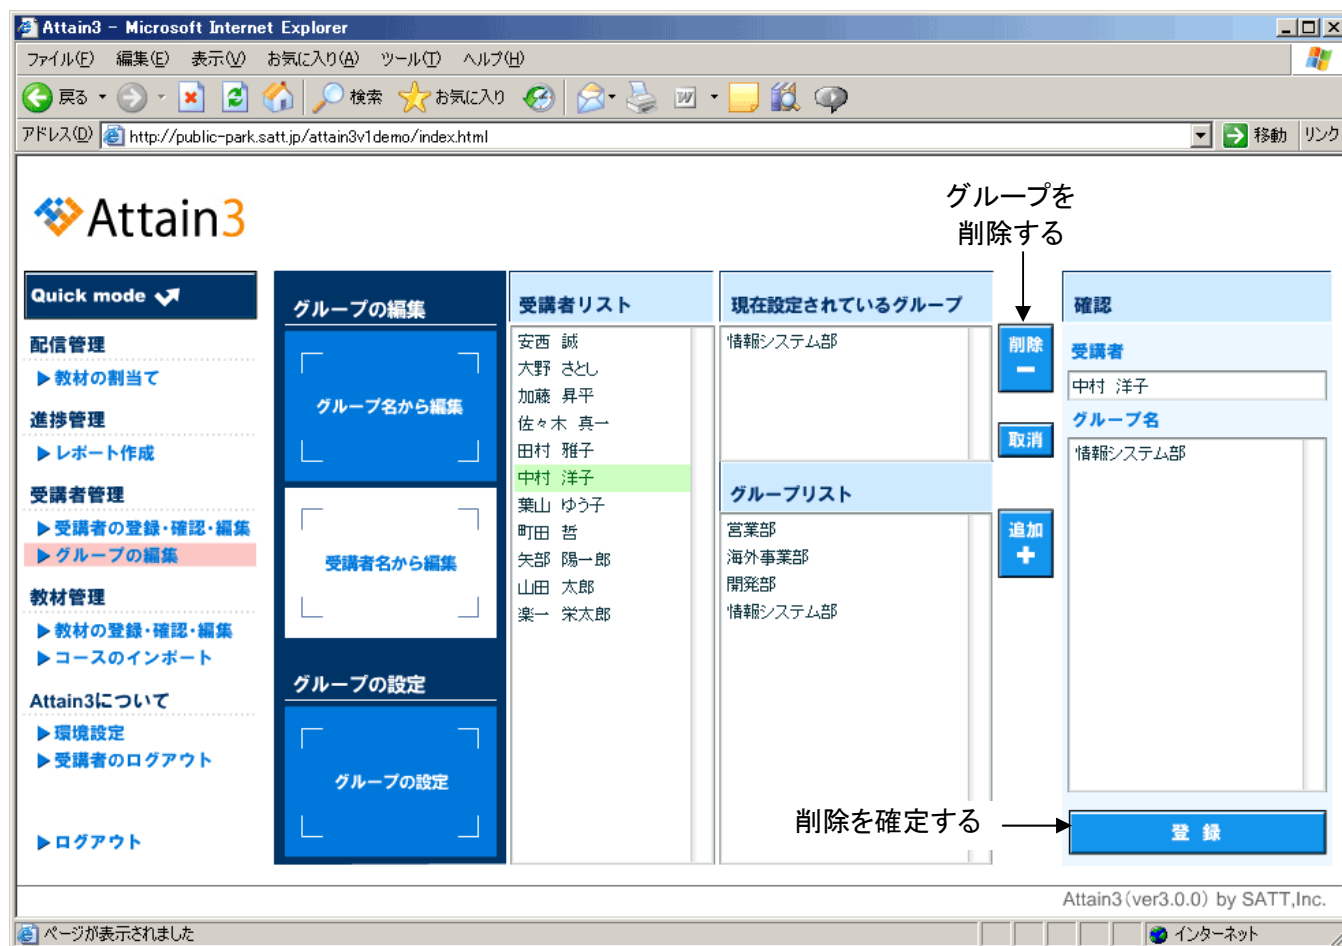 Attain3 - Microsoft Internet Explorer
ファイル(F) 編集(E) 表示(V) お気に入り(A) ツール(T) ヘルプ(H)
戻る 検索 お気に入り
アドレス(D) http://public-park.satt.jp/attain3v1demo/index.html 移動 リンク
Attain3
グループを
削除する
Quick mode
配信管理
教材の割当て
進捗管理
レポート作成
受講者管理
受講者の登録・確認・編集
グループの編集
教材管理
教材の登録・確認・編集
コースのインポート
Attain3について
環境設定
受講者のログアウト
ログアウト
グループの編集
グループ名から編集
受講者名から編集
グループの設定
グループの設定
受講者リスト
安西 誠
大野 さとし
加藤 昇平
佐々木 真一
田村 雅子
中村 洋子
葉山 ゆう子
町田 哲
矢部 陽一郎
山田 太郎
楽一 栄太郎
現在設定されているグループ
情報システム部
グループリスト
営業部
海外事業部
開発部
情報システム部
削除
取消
追加
確認
受講者
中村 洋子
グループ名
情報システム部
削除を確定する
登 録
Attain3(ver3.0.0) by SATT,Inc.
ページが表示されました
インターネット